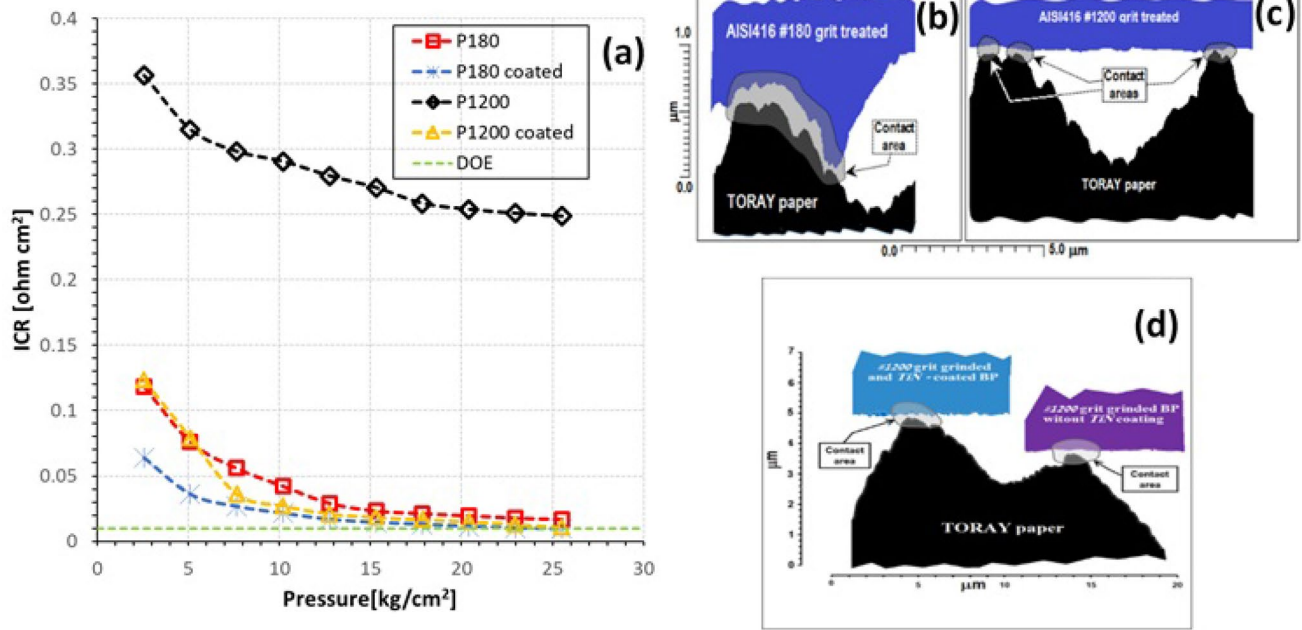 0.4
0.35
0.3
0.25
0.2
0.15
0.1
0.05
0
ICR [ohm cm²]
0 5 10 15 20 25 30
Pressure[kg/cm²]
P180
P180 coated
P1200
P1200 coated
DOE
(a)
AISI416 #180 grit treated
(b)
1.0
μm
0.0
Contact
area
TORAY paper
AISI416 #1200 grit treated
(c)
Contact
areas
TORAY paper
0.0 5.0 μm
(d)
7
6
5
4
3
2
1
0
μm
#1200 grit grinded
and TiN - coated BP
#1200 grit grinded BP
witout TiN coating
Contact
area
Contact
area
TORAY paper
0 5 10 15 20
μm